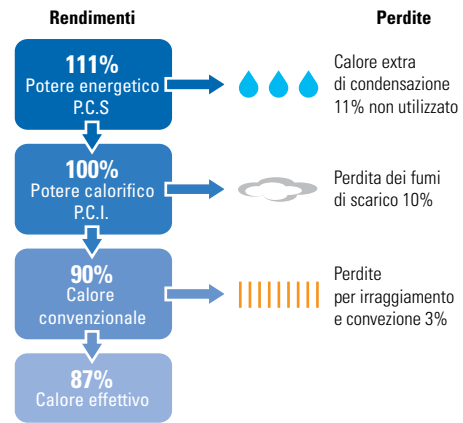 Rendimenti
Perdite
111%
Potere energetico
P.C.S
Calore extra
di condensazione
11% non utilizzato
100%
Potere calorifico
P.C.I.
Perdita dei fumi
di scarico 10%
90%
Calore
convenzionale
Perdite
per irraggiamento
e convezione 3%
87%
Calore effettivo